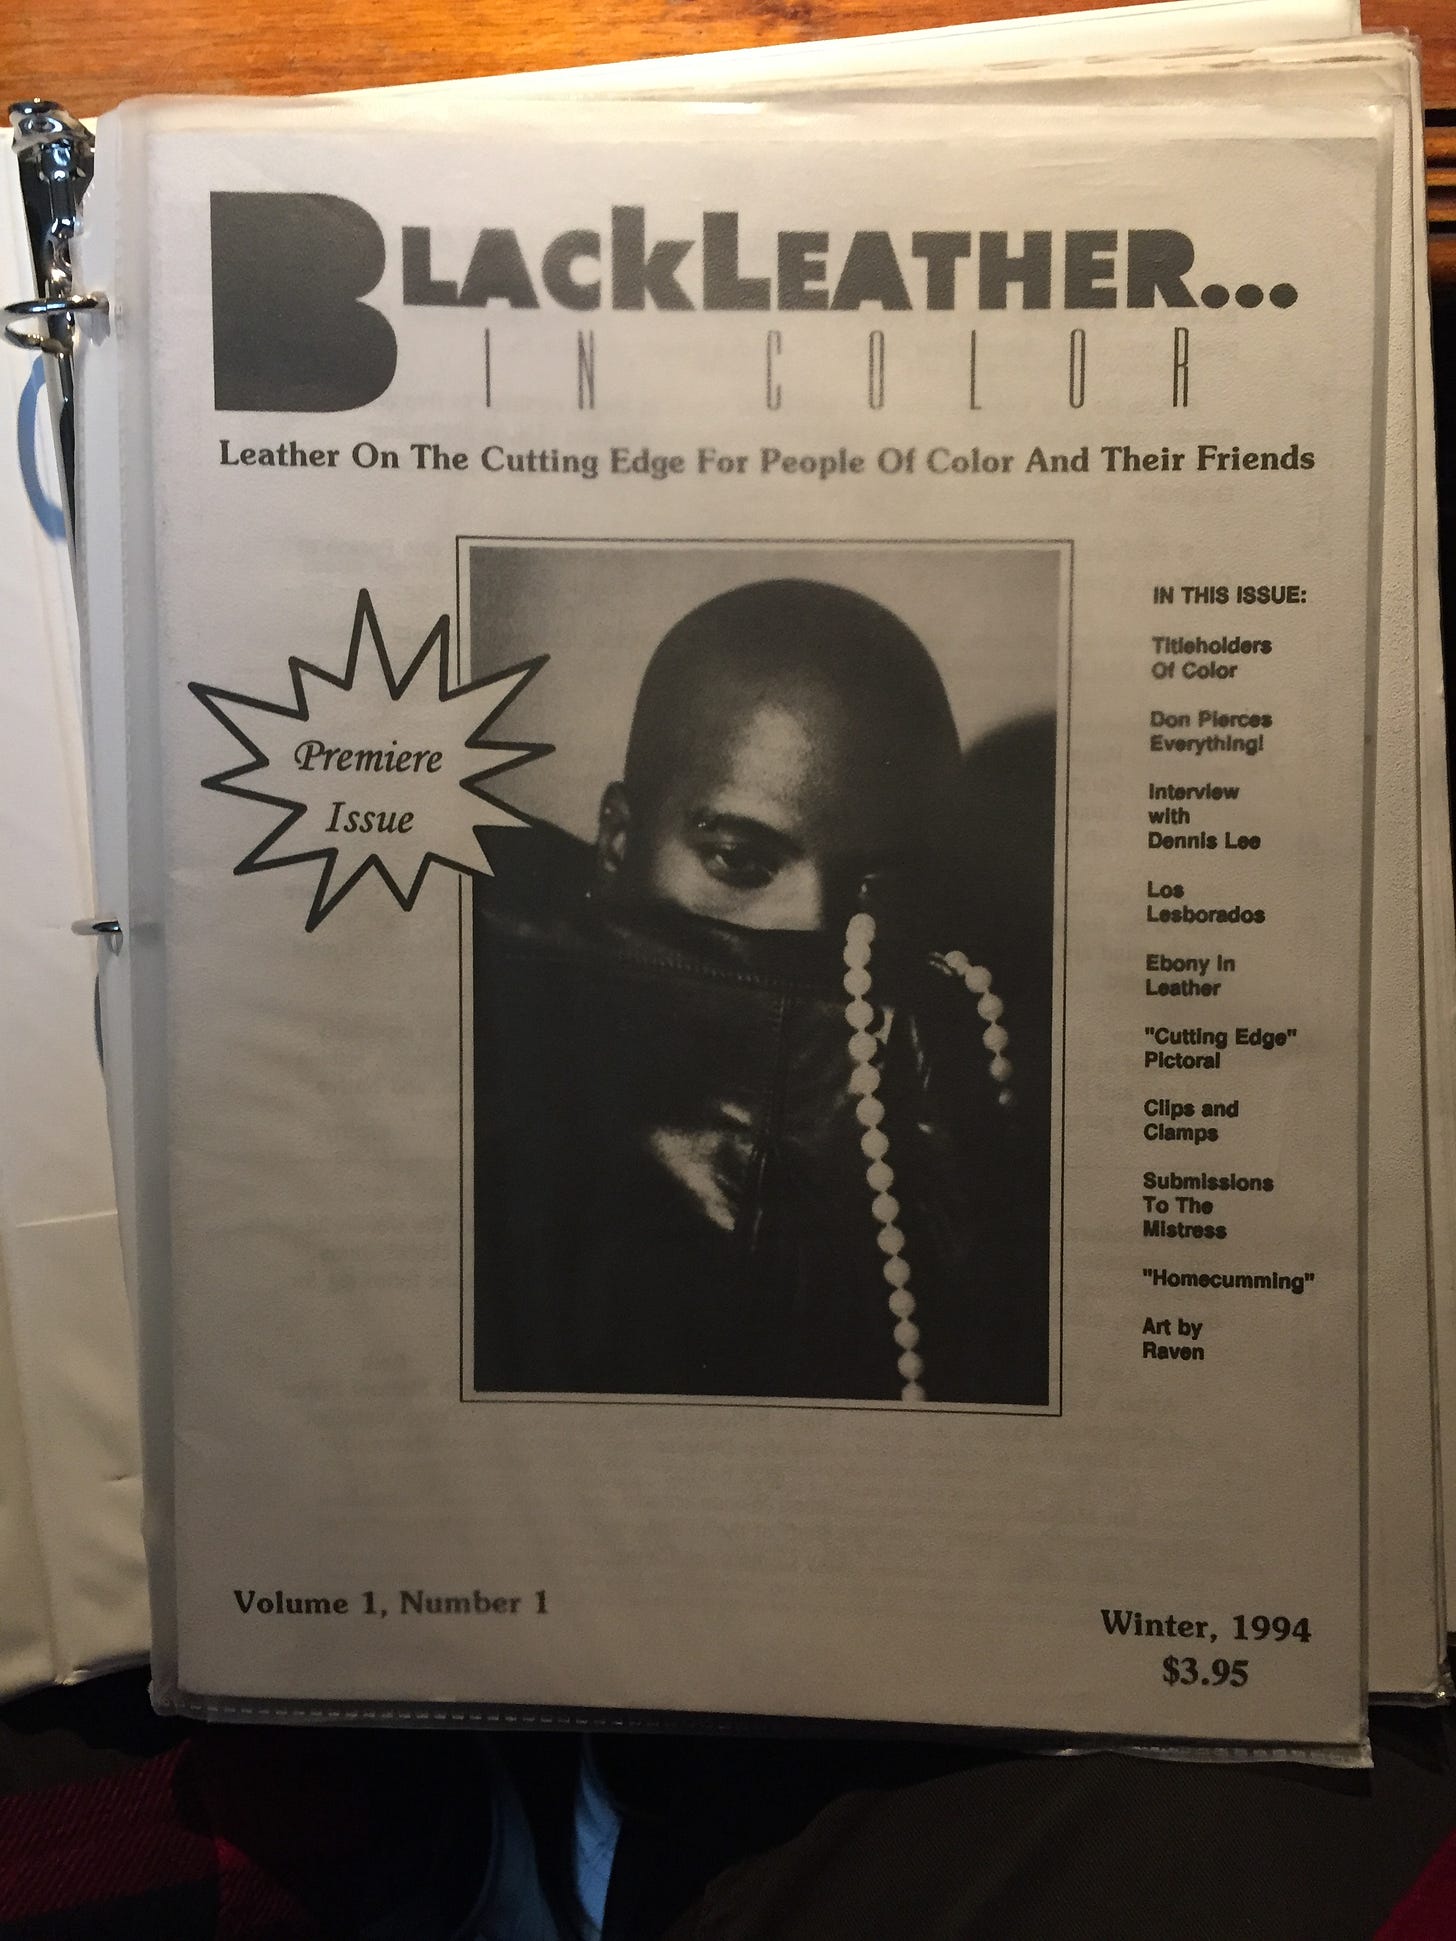 BLACKLEATHER...
IN COLOR
Leather On The Cutting Edge For People Of Color And Their Friends
Premiere
Issue
IN THIS ISSUE:
Titleholders
Of Color
Don Pierces
Everything!
Interview
with
Dennis Lee
Los
Lesborados
Ebony In
Leather
"Cutting Edge"
Pictoral
Clips and
Clamps
Submissions
To The
Mistress
"Homecumming"
Art by
Raven
Volume 1, Number 1
Winter, 1994
$3.95